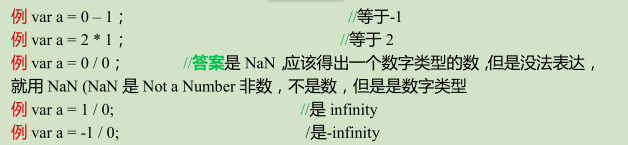 例 var a = 0 – 1； //等于-1
例 var a = 2 * 1； //等于 2
例 var a = 0 / 0； //答案是 NaN ,应该得出一个数字类型的数 ,但是没法表达，
就用 NaN (NaN 是 Not a Number 非数，不是数，但是是数字类型
例 var a = 1 / 0; //是 infinity
例 var a = -1 / 0; /是-infinity